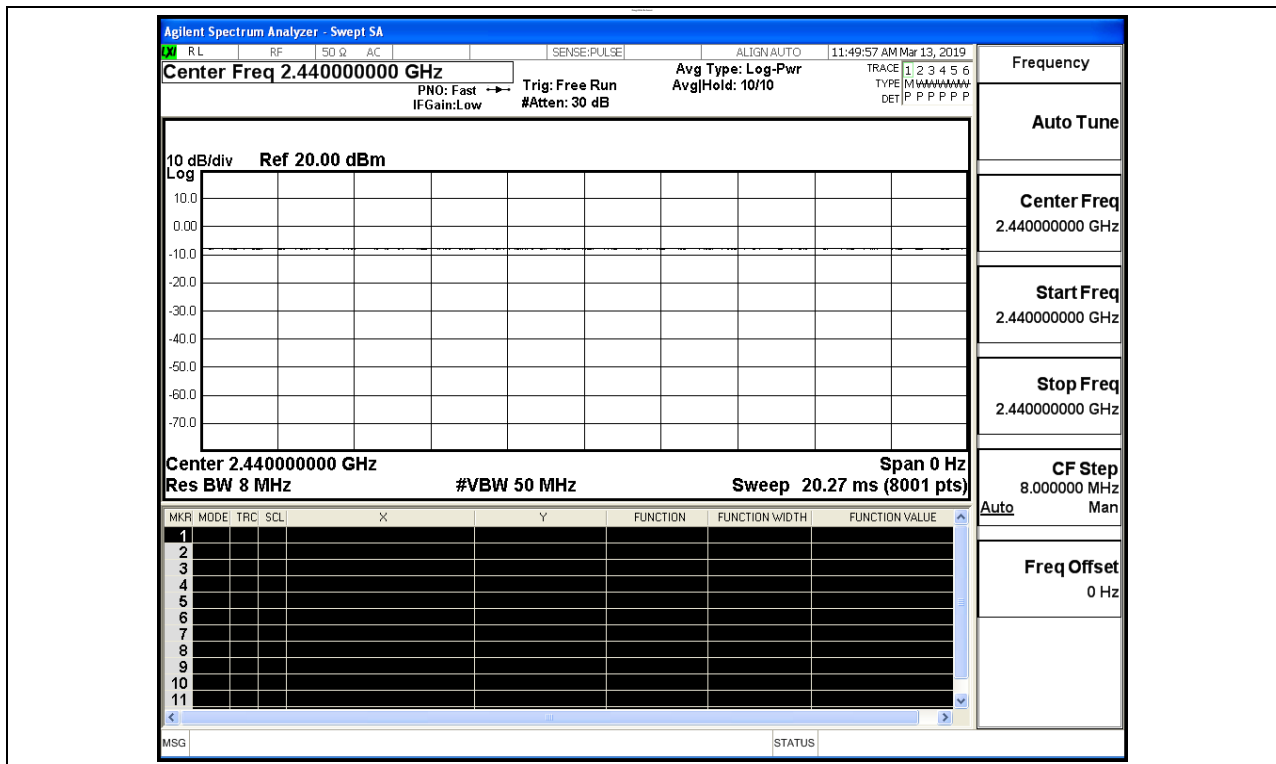 Agilent Spectrum Analyzer - Swept SA
LXI RL RF 50 Ω AC SENSE:PULSE ALIGN AUTO 11:49:57 AM Mar 13, 2019
Center Freq 2.440000000 GHz
PNO: Fast
IFGain:Low
Trig: Free Run
#Atten: 30 dB
Avg Type: Log-Pwr
Avg|Hold: 10/10
TRACE 1 2 3 4 5 6
TYPE M WWWWW
DET P P P P P P
10 dB/div Ref 20.00 dBm
Log
10.0
0.00
-10.0
-20.0
-30.0
-40.0
-50.0
-60.0
-70.0
Center 2.440000000 GHz Span 0 Hz
Res BW 8 MHz #VBW 50 MHz Sweep 20.27 ms (8001 pts)
MKR MODE TRC SCL X Y FUNCTION FUNCTION WIDTH FUNCTION VALUE
1
2
3
4
5
6
7
8
9
10
11
MSG STATUS
Frequency
Auto Tune
Center Freq
2.440000000 GHz
Start Freq
2.440000000 GHz
Stop Freq
2.440000000 GHz
CF Step
8.000000 MHz
Auto Man
Freq Offset
0 Hz